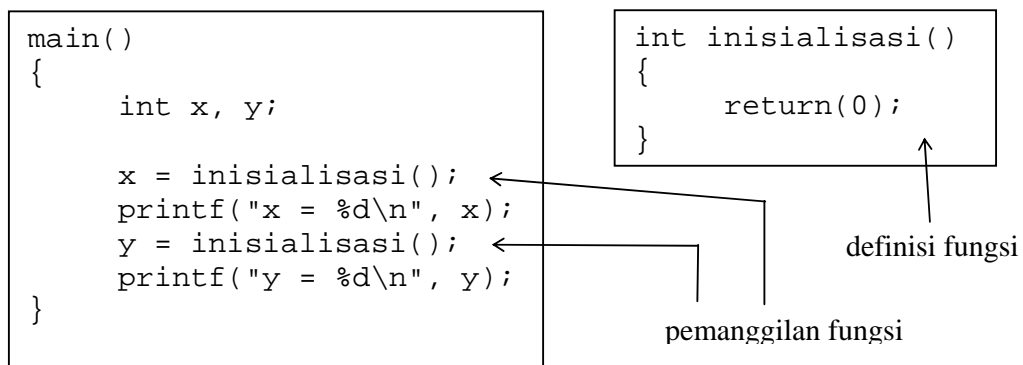 main()
{
int x, y;
x = inisialisasi();
printf("x = %d\n", x);
y = inisialisasi();
printf("y = %d\n", y);
}
int inisialisasi()
{
return(0);
}
definisi fungsi
pemanggilan fungsi